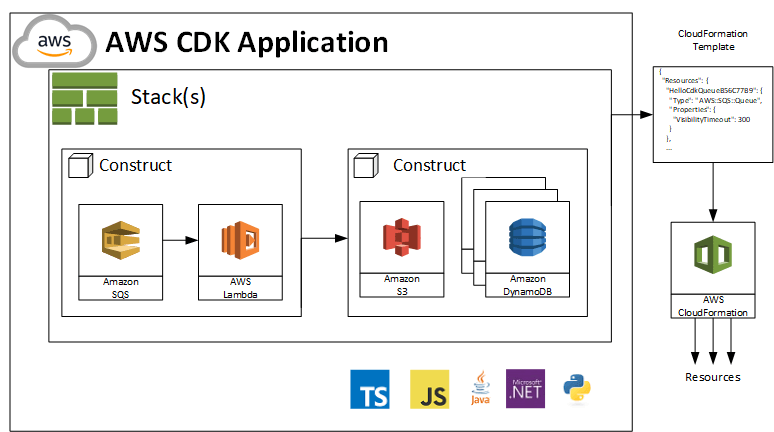 aws
AWS CDK Application
Stack(s)
Construct
Amazon
SQS
AWS
Lambda
Construct
Amazon
S3
Amazon
DynamoDB
TS
JS
Java
Microsoft
.NET
CloudFormation
Template
{
"Resources": {
"HelloCdkQueueB56C77B9": {
"Type": "AWS::SQS::Queue",
"Properties": {
"VisibilityTimeout": 300
}
},
...
AWS
CloudFormation
Resources